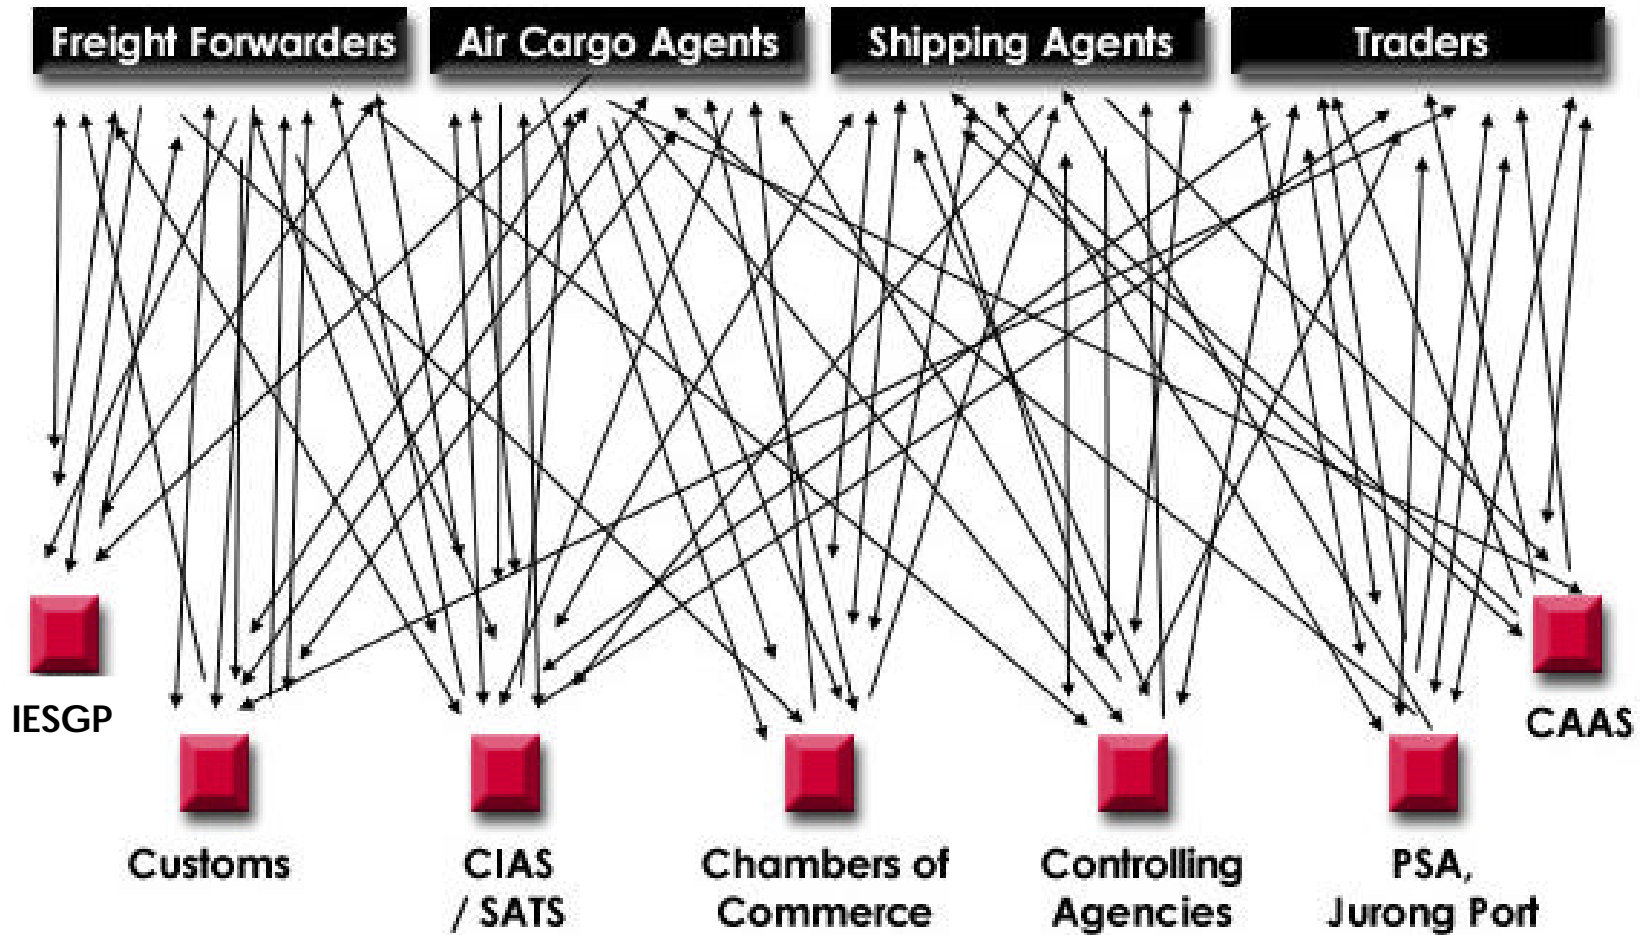 Freight Forwarders
Air Cargo Agents
Shipping Agents
Traders
IESGP
CAAS
Customs
CIAS
/ SATS
Chambers of
Commerce
Controlling
Agencies
PSA,
Jurong Port